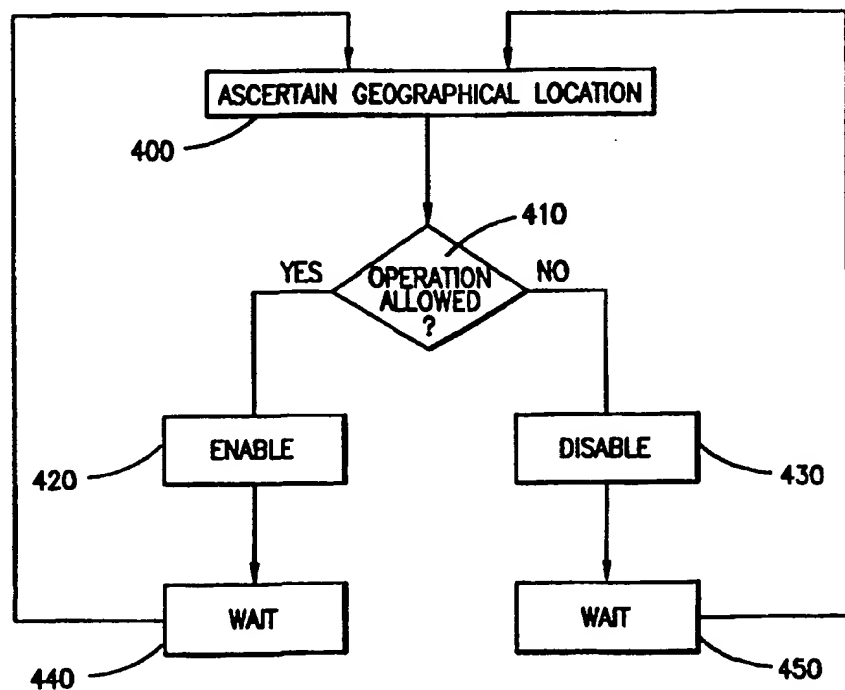 ASCERTAIN GEOGRAPHICAL LOCATION
400
410
YES
OPERATION
ALLOWED
?
NO
420
ENABLE
DISABLE
430
440
WAIT
WAIT
450